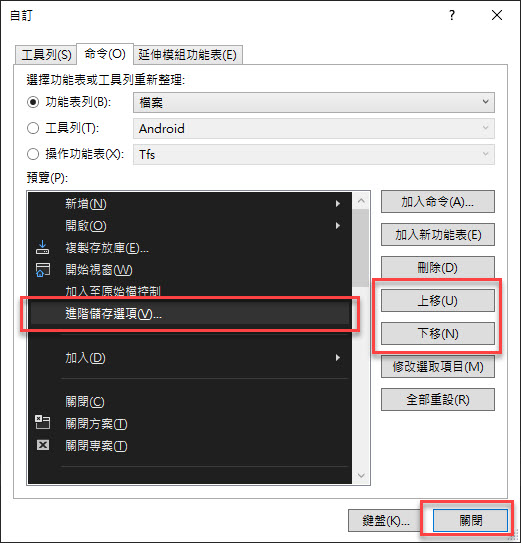 自訂
工具列(S) 命令(O) 延伸模組功能表(E)
選擇功能表或工具列重新整理:
功能表列(B): 檔案
工具列(T): Android
操作功能表(X): Tfs
預覽(P):
新增(N)
開啟(O)
複製存放庫(E)...
開始視窗(W)
加入至原始檔控制
進階儲存選項(V)...
加入(D)
關閉(C)
關閉方案(T)
關閉專案(T)
加入命令(A)...
加入新功能表(E)
刪除(D)
上移(U)
下移(N)
修改選取項目(M)
全部重設(R)
鍵盤(K)... 關閉